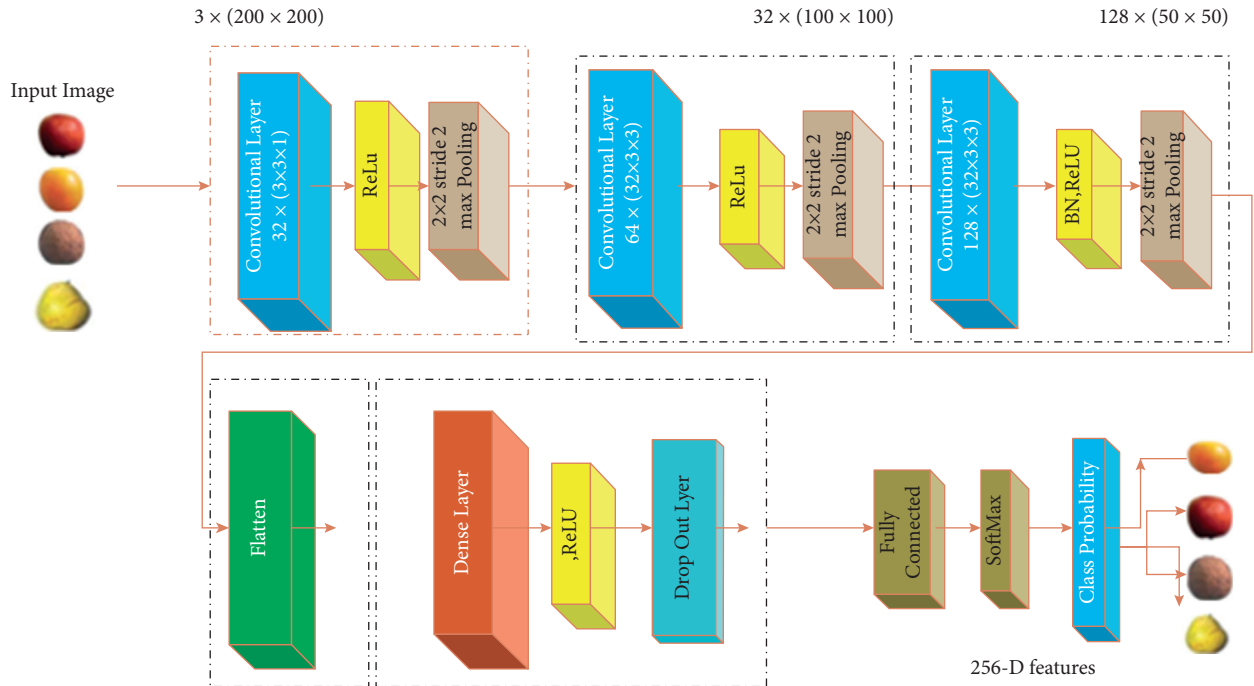 3 × (200 × 200)
32 × (100 × 100)
128 × (50 × 50)
Input Image
Convolutional Layer
32 × (3×3×1)
ReLu
2×2 stride 2
max Pooling
Convolutional Layer
64 × (32×3×3)
ReLu
2×2 stride 2
max Pooling
Convolutional Layer
128 × (32×3×3)
BN,ReLU
2×2 stride 2
max Pooling
Flatten
Dense Layer
,ReLU
Drop Out Lyer
Fully
Connected
SoftMax
Class Probability
256-D features